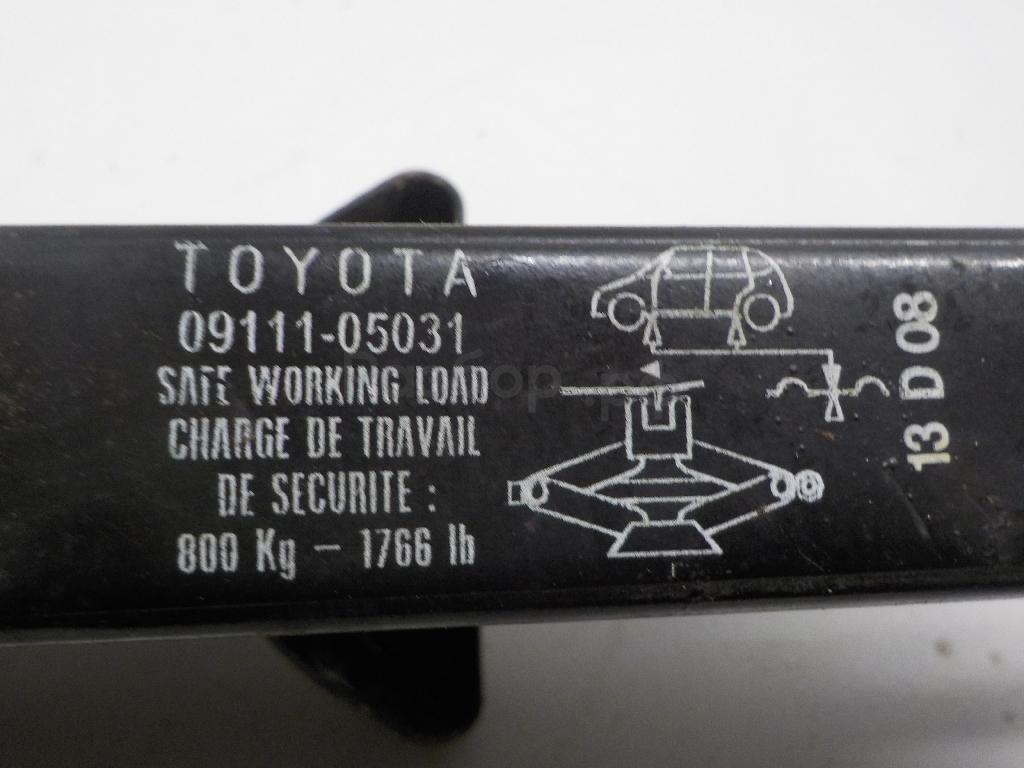 TOYOTA
09111-05031
SAFE WORKING LOAD
CHARGE DE TRAVAIL
DE SECURITE :
800 Kg – 1766 lb
13 D 08